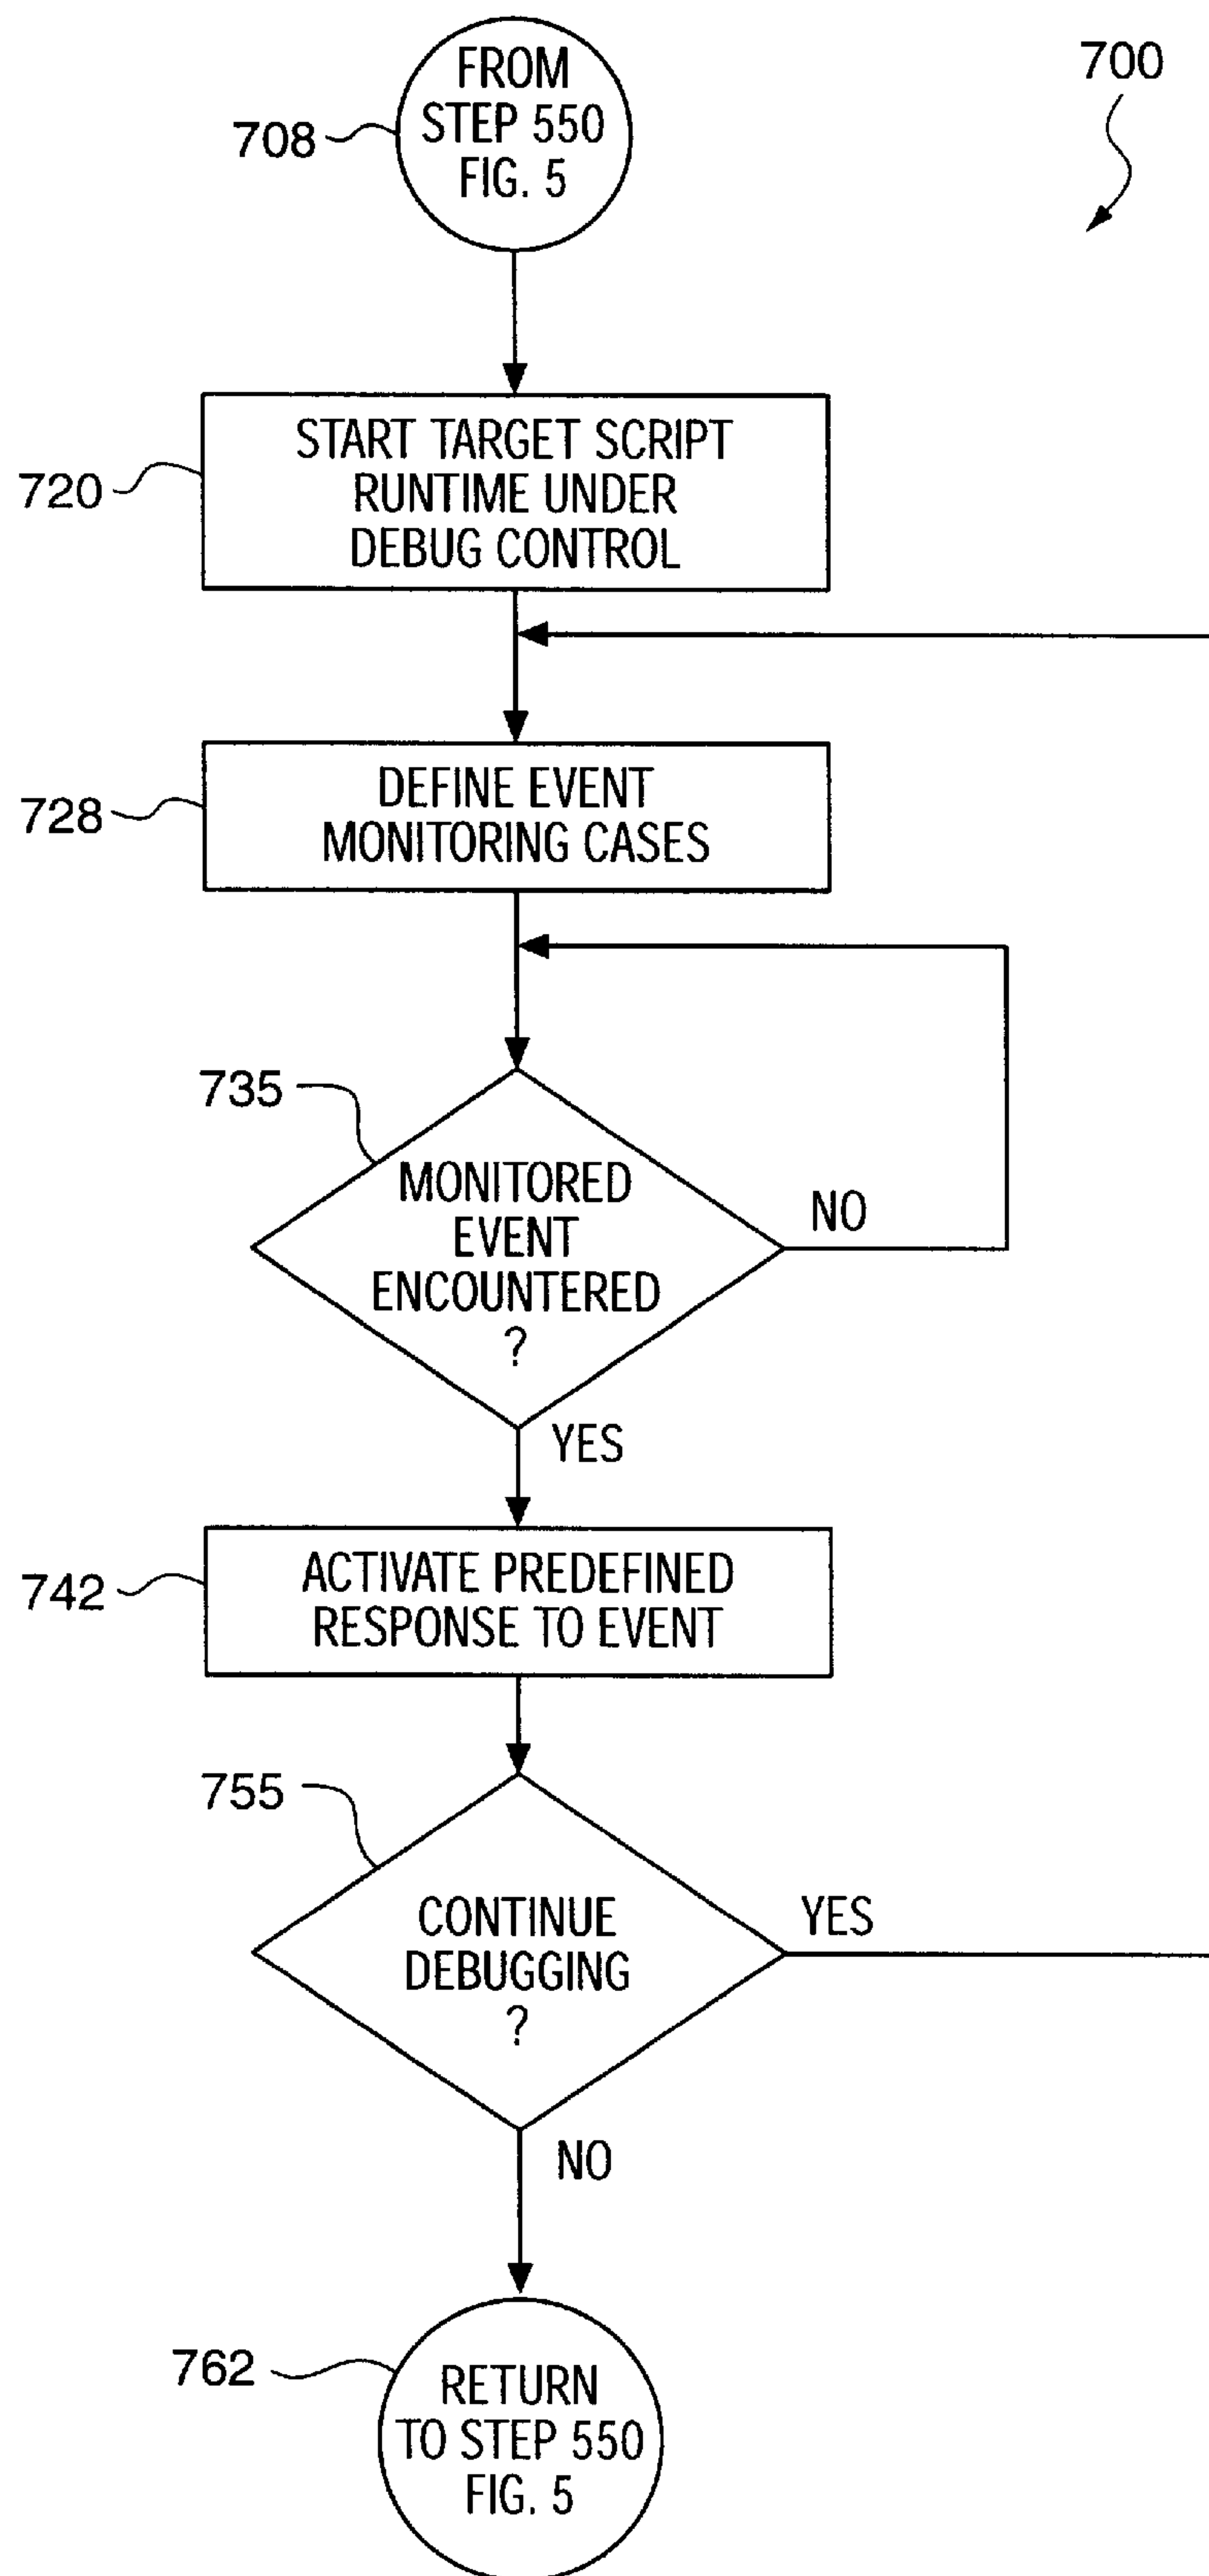 FROM
STEP 550
FIG. 5
708
700
START TARGET SCRIPT
RUNTIME UNDER
DEBUG CONTROL
720
DEFINE EVENT
MONITORING CASES
728
735
MONITORED
EVENT
ENCOUNTERED
?
NO
YES
ACTIVATE PREDEFINED
RESPONSE TO EVENT
742
755
CONTINUE
DEBUGGING
?
YES
NO
762
RETURN
TO STEP 550
FIG. 5